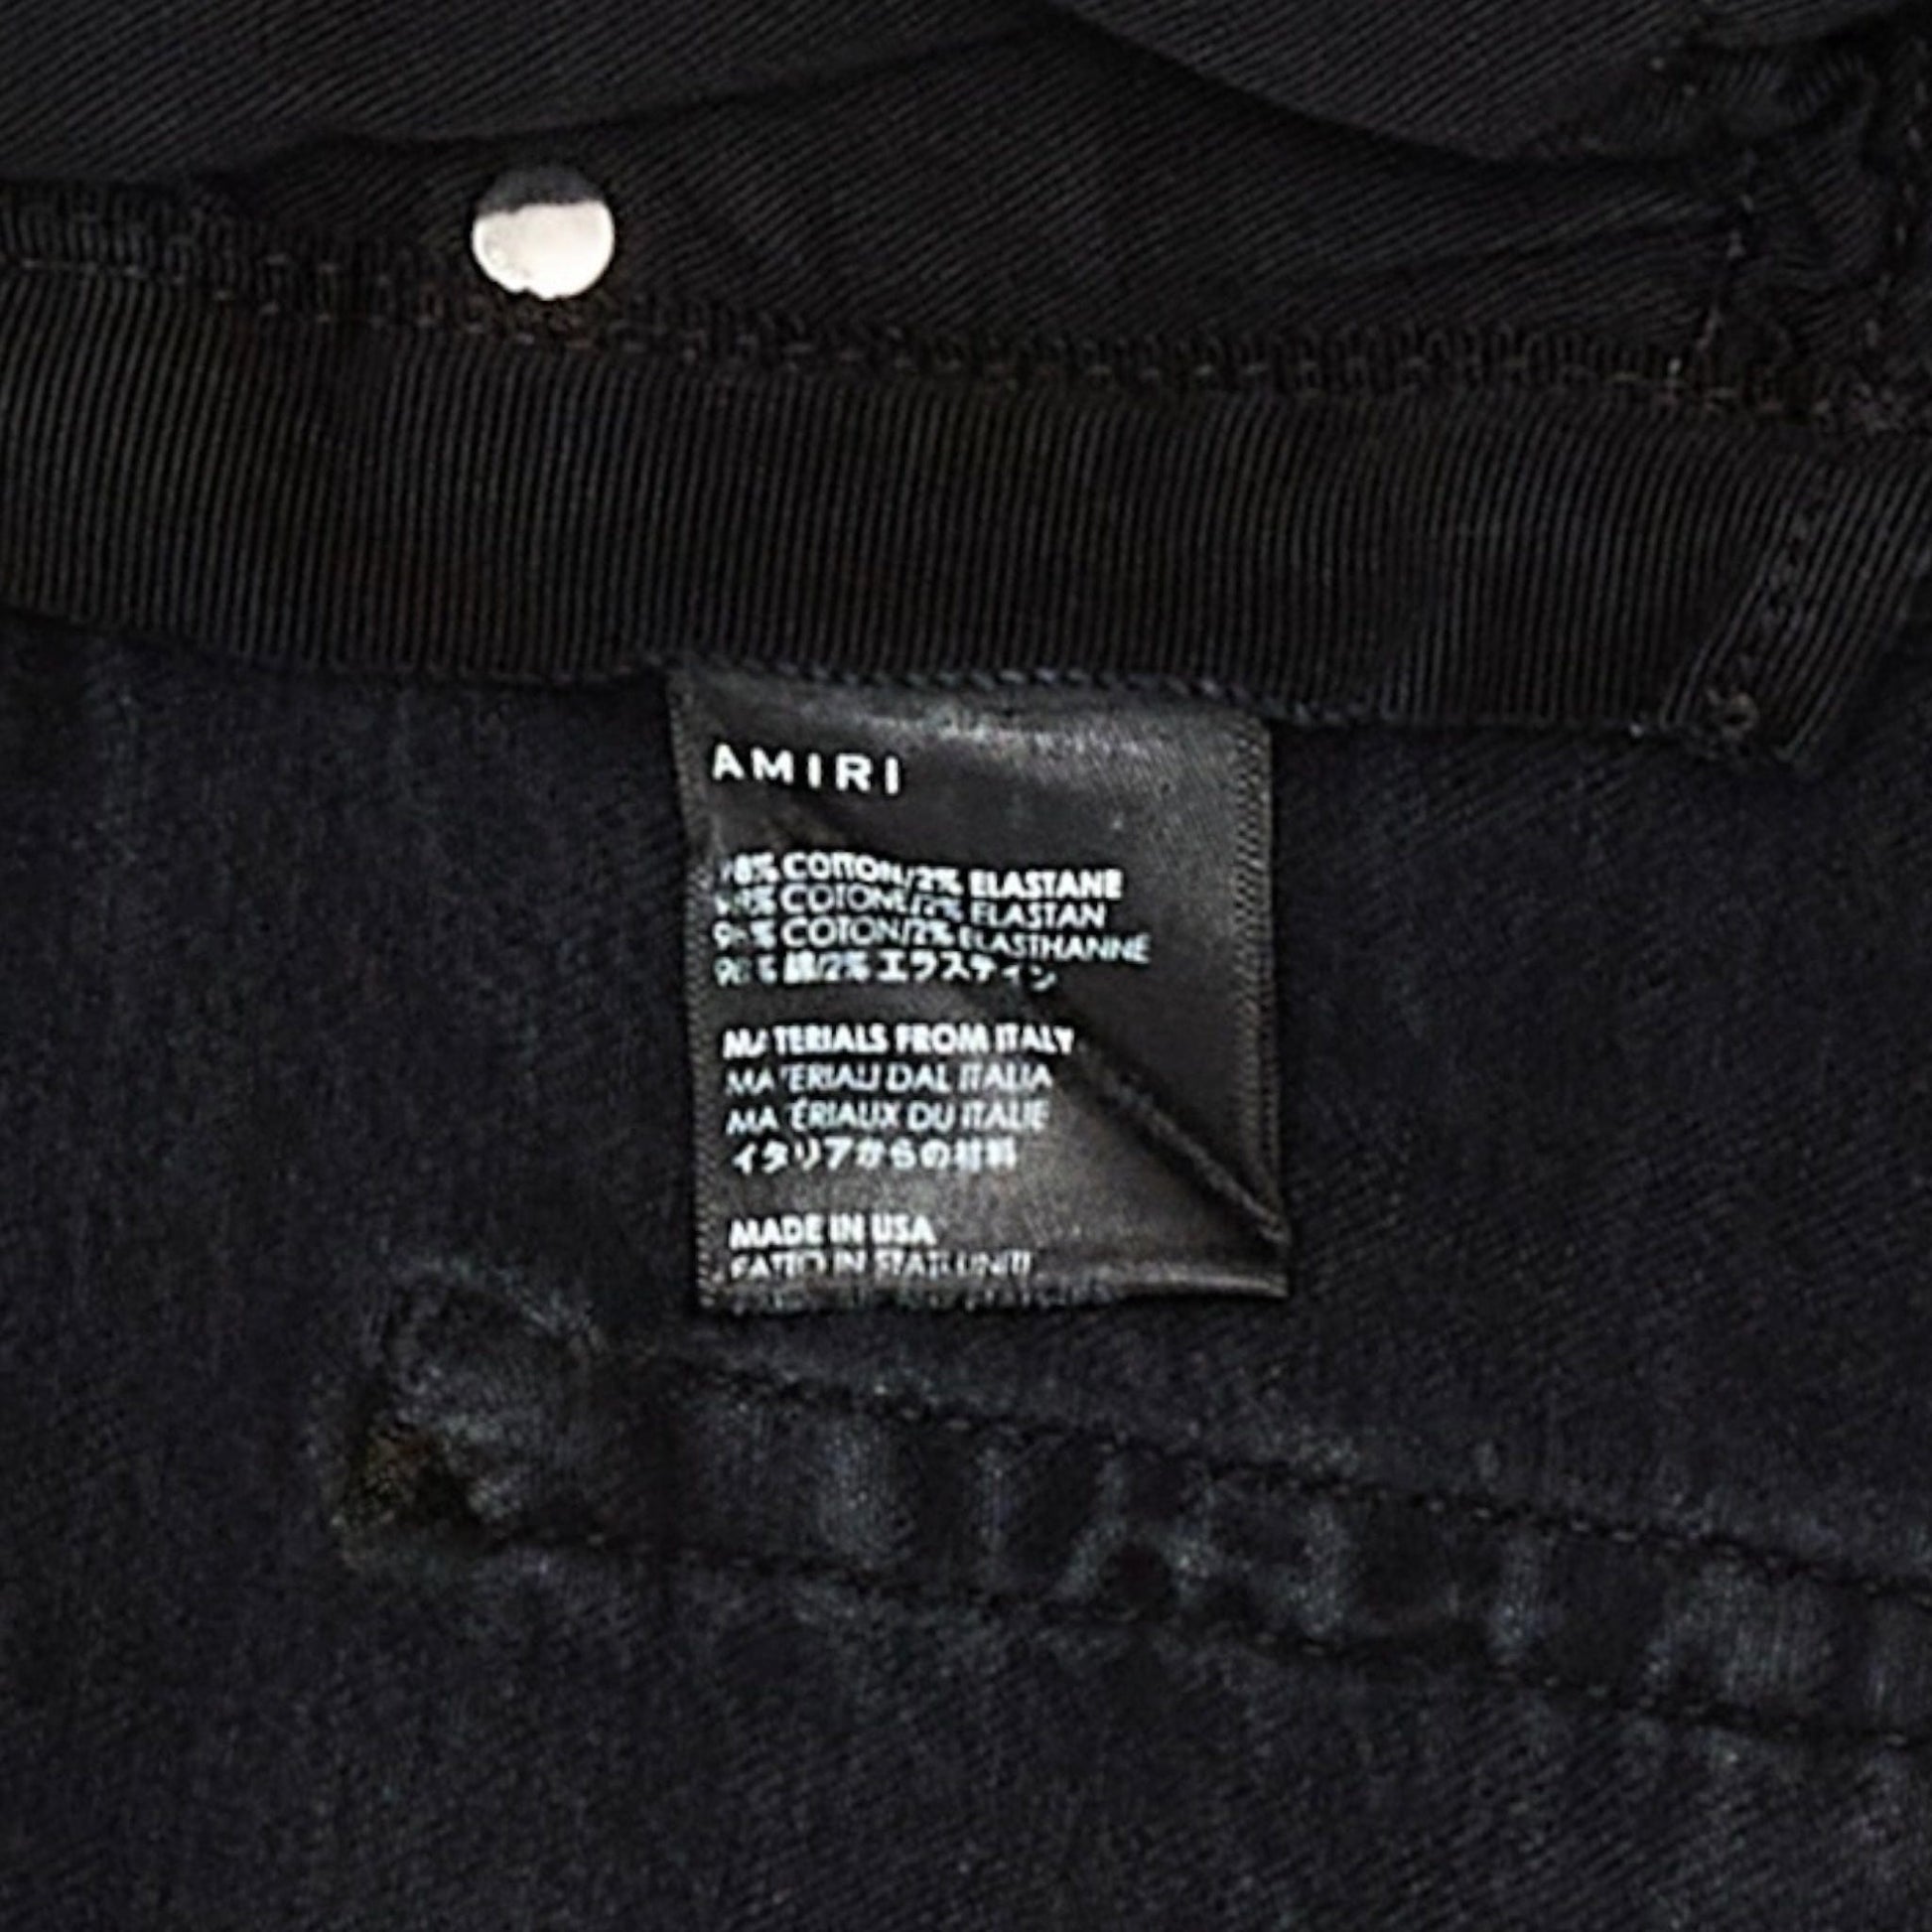 AMIRI
98% COTTON/2% ELASTANE
98% COTONE/2% ELASTAN
98% COTON/2% ELASTHANNE
98% 綿/2% エラスティン
MATERIALS FROM ITALY
MATERIALI DAL ITALIA
MATÉRIAUX DU ITALIE
イタリアからの材料
MADE IN USA
FATTO IN STATI UNITI